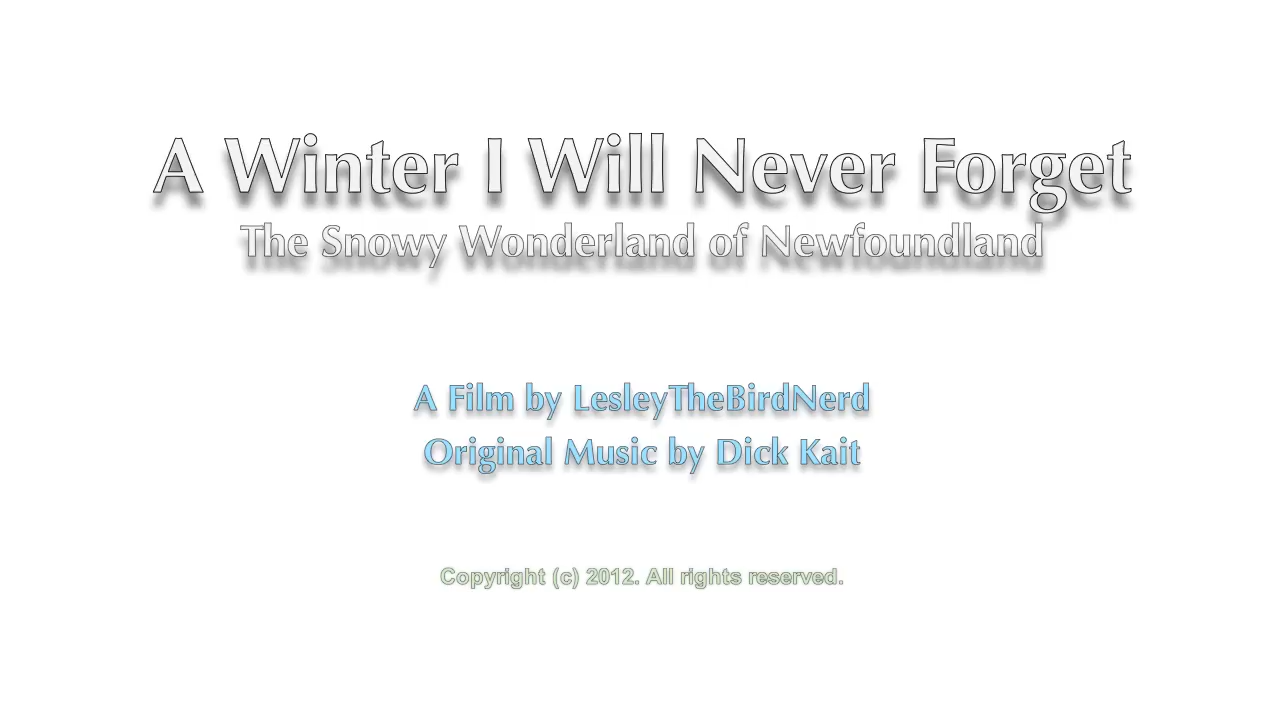 A Winter I Will Never Forget
The Snowy Wonderland of Newfoundland
A Film by LesleyTheBirdNerd
Original Music by Dick Kait
Copyright (c) 2012. All rights reserved.